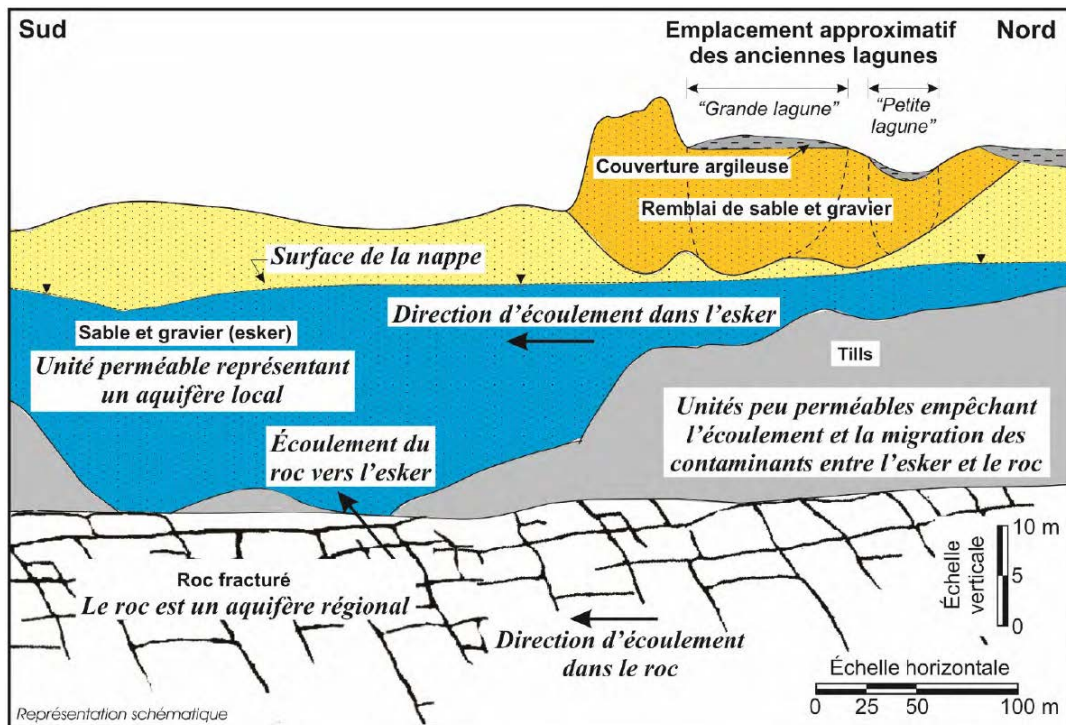 Sud
Emplacement approximatif
des anciennes lagunes
Nord
“Grande lagune”
“Petite
lagune”
Couverture argileuse
Remblai de sable et gravier
Surface de la nappe
Direction d’écoulement dans l’esker
Sable et gravier (esker)
Unité perméable représentant
un aquifère local
Tills
Unités peu perméables empêchant
l’écoulement et la migration des
contaminants entre l’esker et le roc
Écoulement du
roc vers l’esker
Roc fracturé
Le roc est un aquifère régional
Direction d’écoulement
dans le roc
Échelle
verticale
10 m
5
0
Échelle horizontale
0 25 50 100 m
Représentation schématique